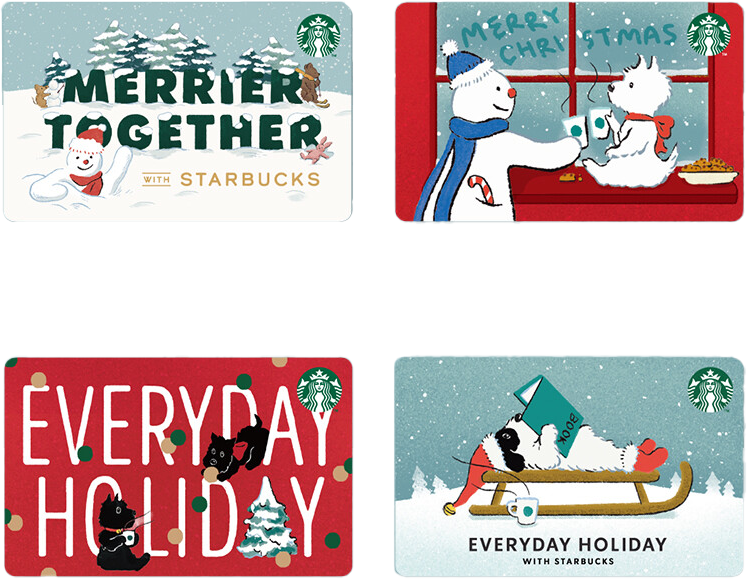 MERRIER
TOGETHER
WITH STARBUCKS
MERRY
CHRISTMAS
EVERYDAY
HOLIDAY
BOOK
EVERYDAY HOLIDAY
WITH STARBUCKS